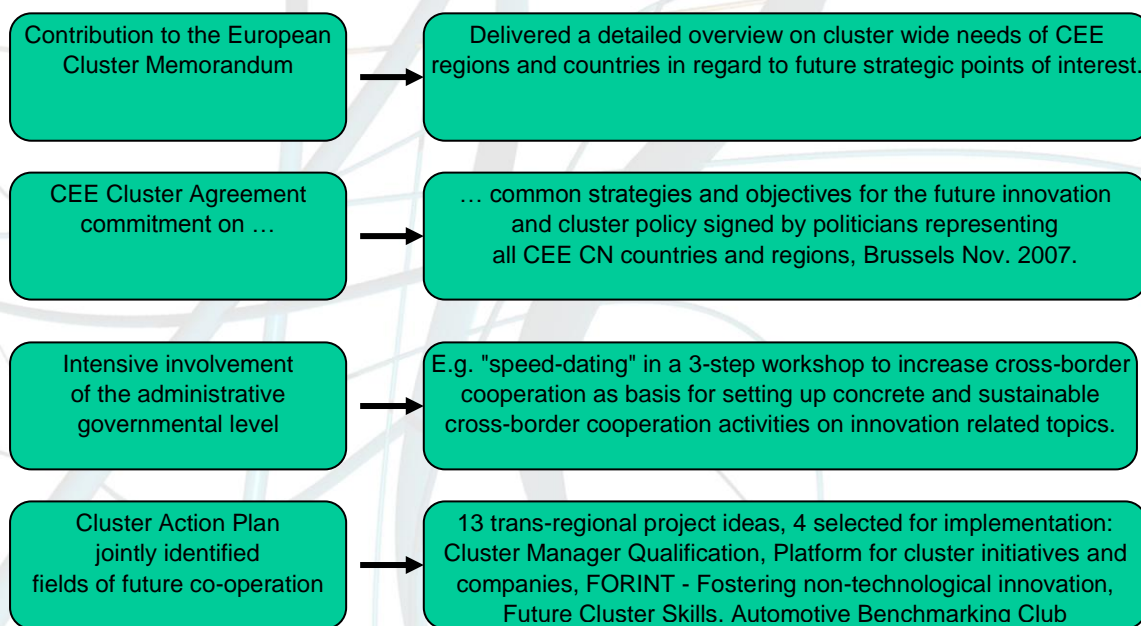 Contribution to the European
Cluster Memorandum
Delivered a detailed overview on cluster wide needs of CEE
regions and countries in regard to future strategic points of interest.
CEE Cluster Agreement
commitment on …
… common strategies and objectives for the future innovation
and cluster policy signed by politicians representing
all CEE CN countries and regions, Brussels Nov. 2007.
Intensive involvement
of the administrative
governmental level
E.g. "speed-dating" in a 3-step workshop to increase cross-border
cooperation as basis for setting up concrete and sustainable
cross-border cooperation activities on innovation related topics.
Cluster Action Plan
jointly identified
fields of future co-operation
13 trans-regional project ideas, 4 selected for implementation:
Cluster Manager Qualification, Platform for cluster initiatives and
companies, FORINT - Fostering non-technological innovation,
Future Cluster Skills. Automotive Benchmarking Club